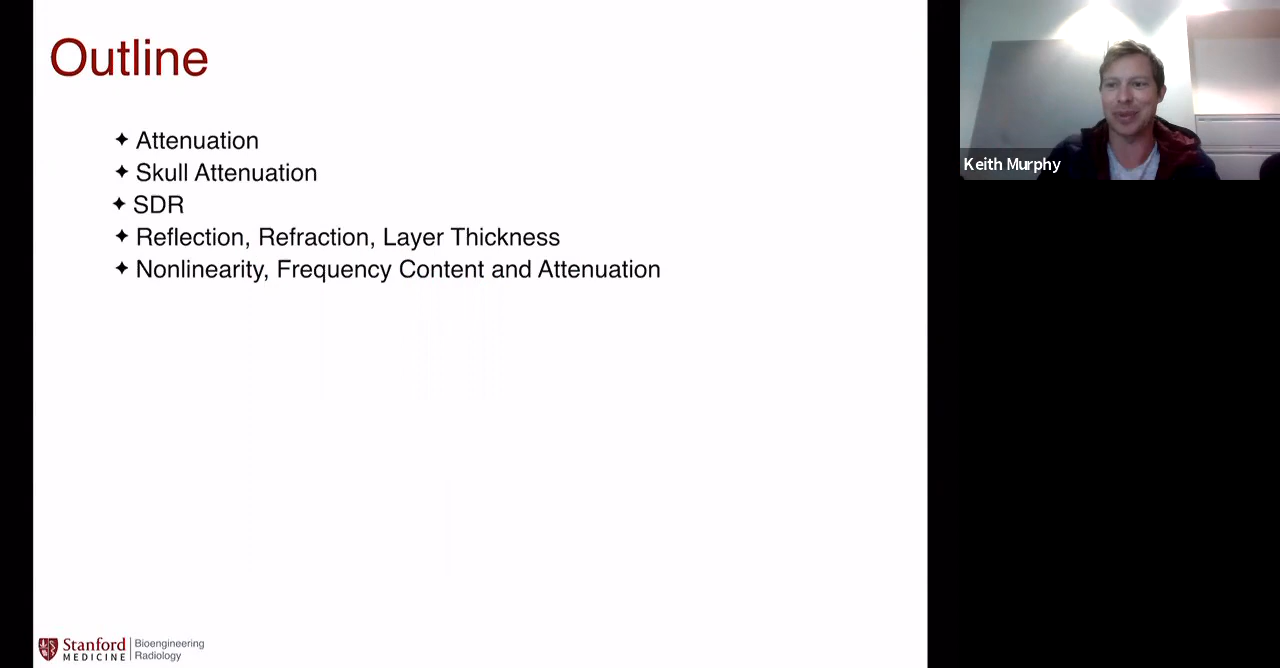 Outline
✦ Attenuation
✦ Skull Attenuation
✦ SDR
✦ Reflection, Refraction, Layer Thickness
✦ Nonlinearity, Frequency Content and Attenuation
Keith Murphy
Stanford
MEDICINE
Bioengineering
Radiology